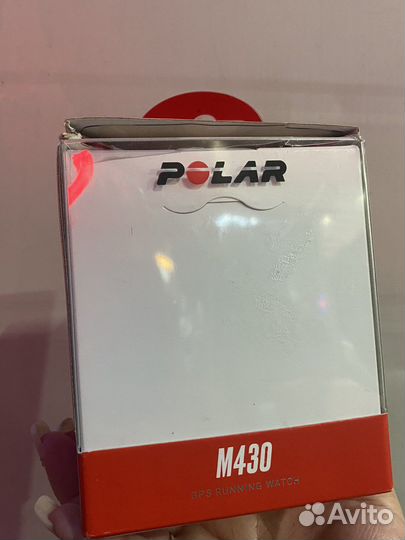 POLAR
M430
GPS RUNNING WATCH
Avito